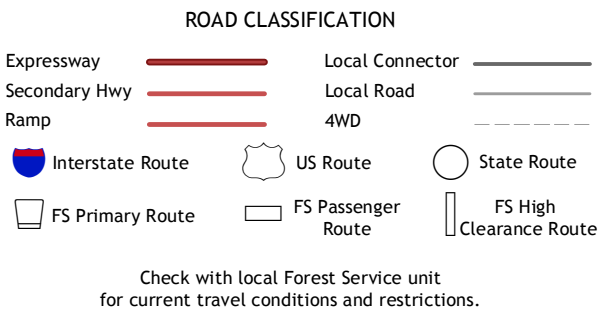 ROAD CLASSIFICATION
Expressway
Local Connector
Secondary Hwy
Local Road
Ramp
4WD
Interstate Route
US Route
State Route
FS Primary Route
FS Passenger
Route
FS High
Clearance Route
Check with local Forest Service unit
for current travel conditions and restrictions.